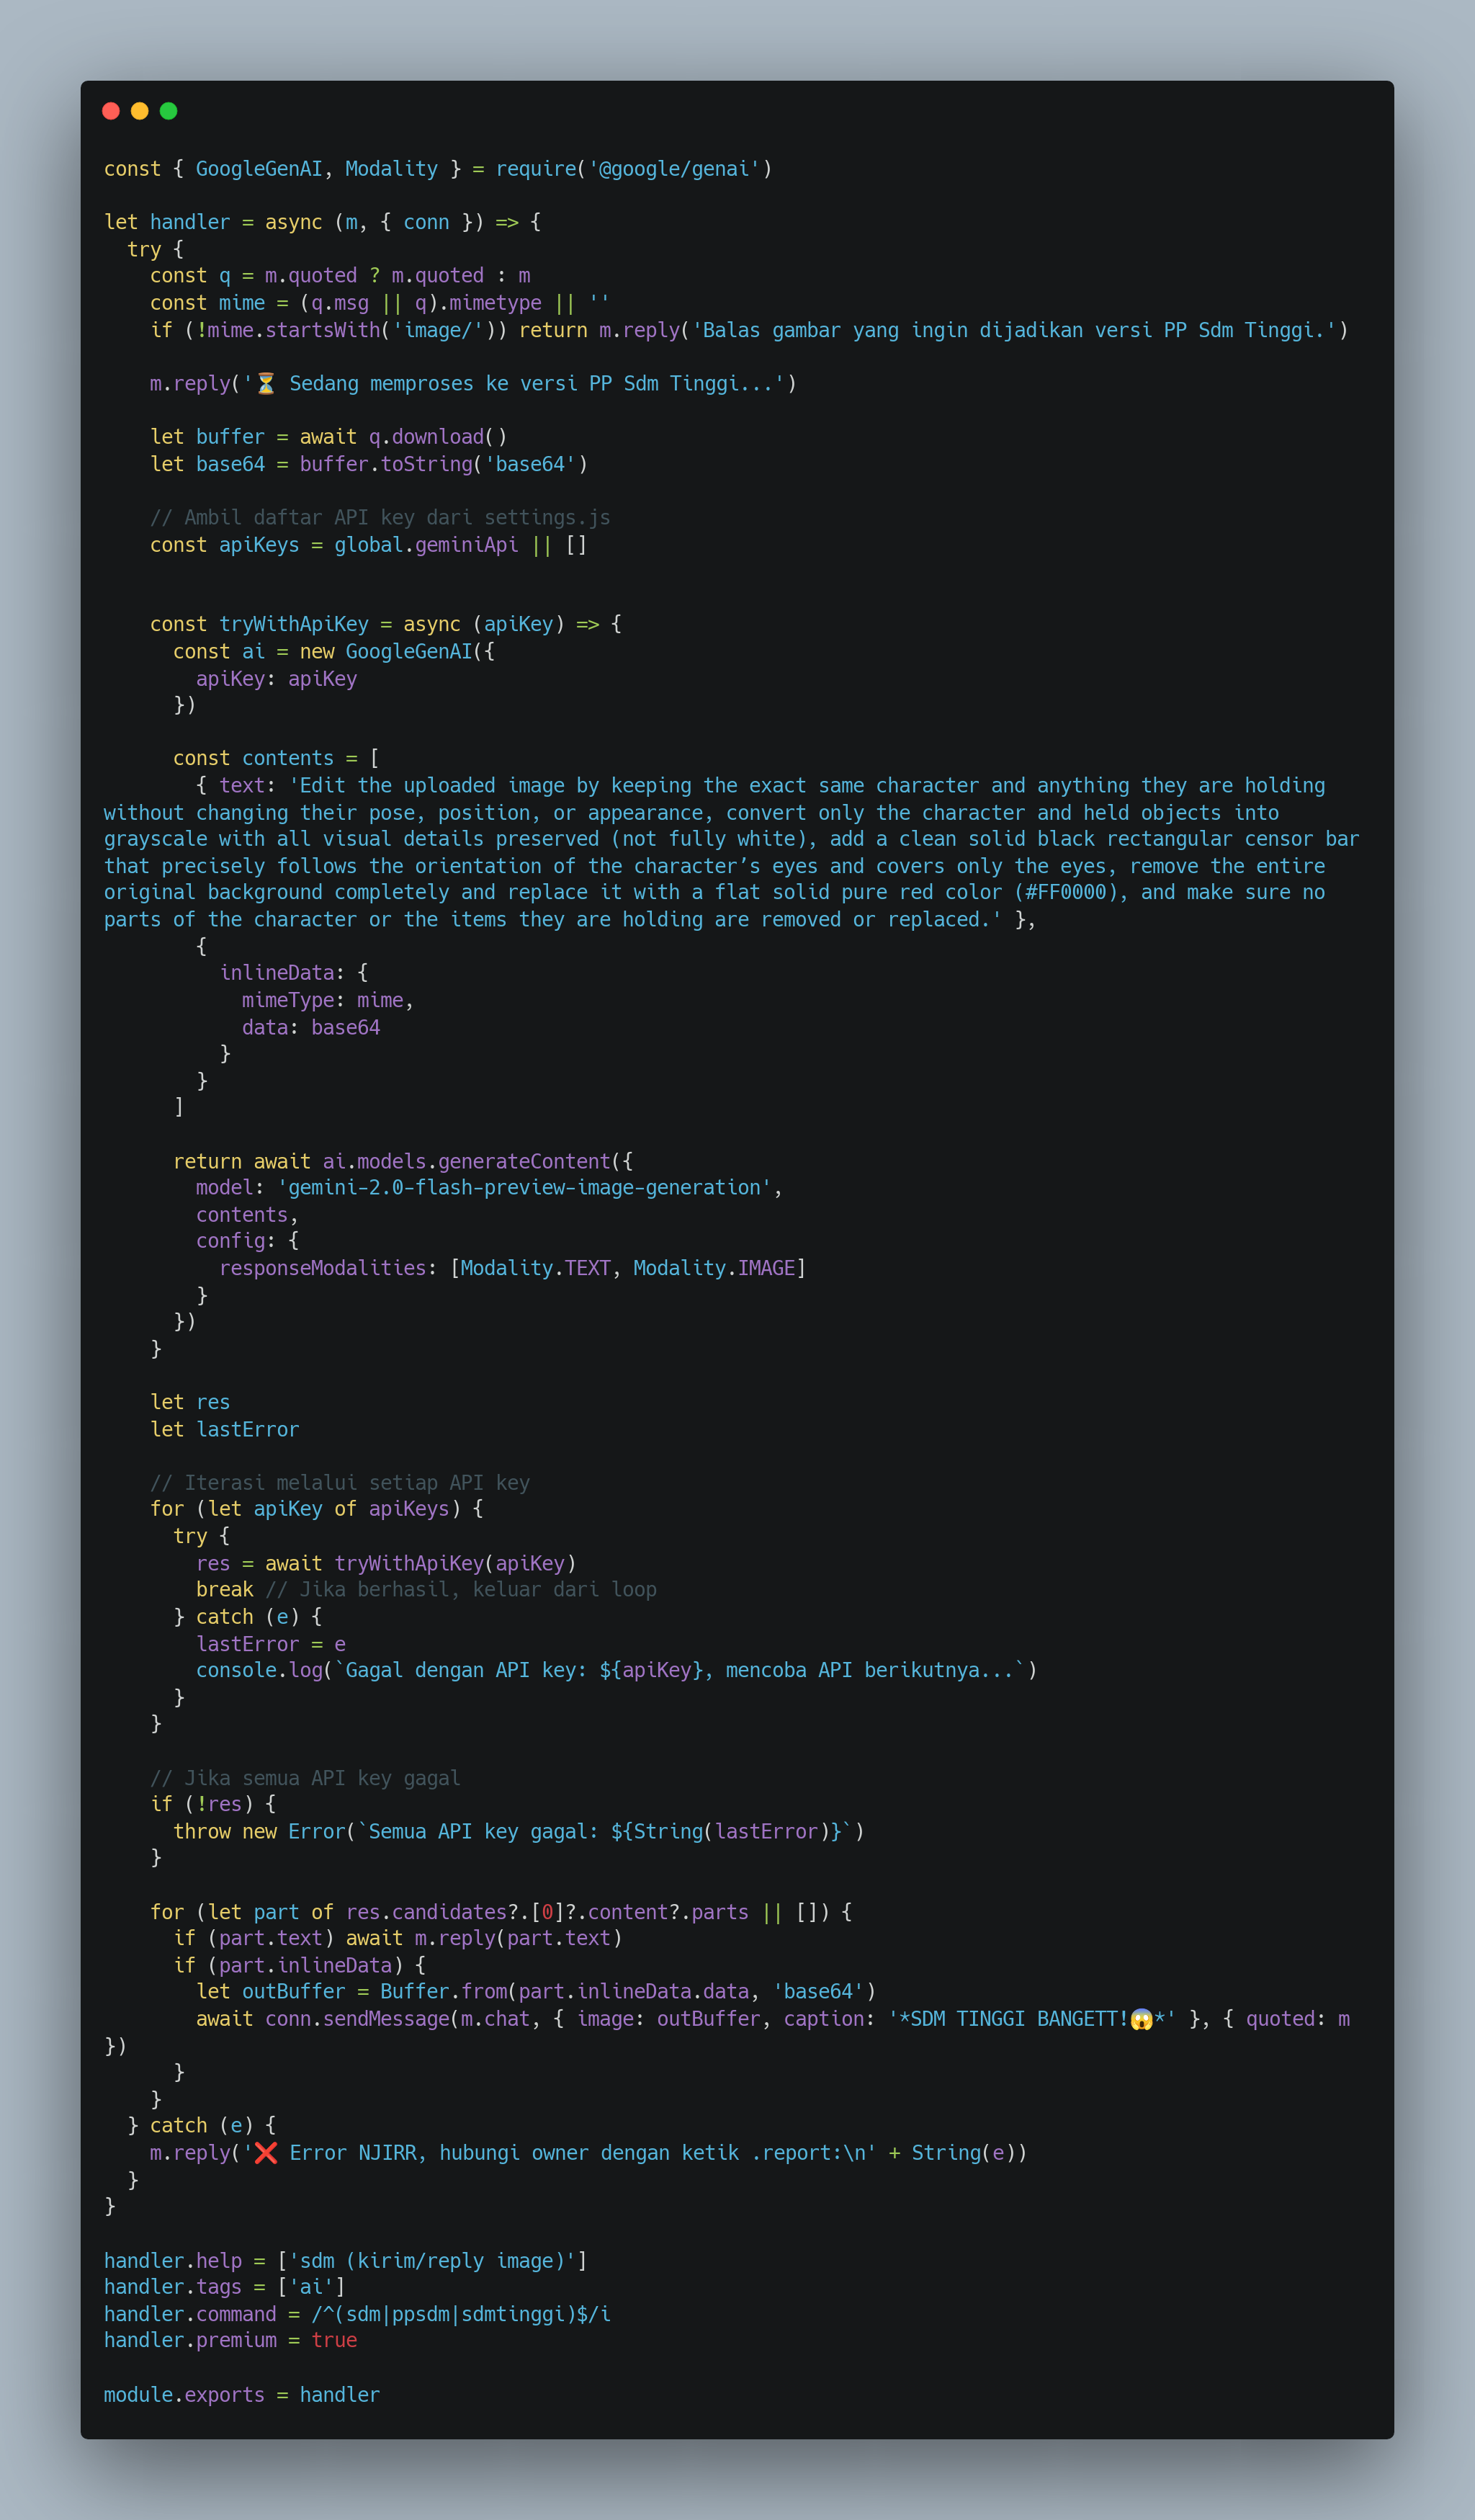 const { GoogleGenAI, Modality } = require('@google/genai')

let handler = async (m, { conn }) => {
  try {
    const q = m.quoted ? m.quoted : m
    const mime = (q.msg || q).mimetype || ''
    if (!mime.startsWith('image/')) return m.reply('Balas gambar yang ingin dijadikan versi PP Sdm Tinggi.')

    m.reply('⏳ Sedang memproses ke versi PP Sdm Tinggi...')

    let buffer = await q.download()
    let base64 = buffer.toString('base64')

    // Ambil daftar API key dari settings.js
    const apiKeys = global.geminiApi || []


    const tryWithApiKey = async (apiKey) => {
      const ai = new GoogleGenAI({
        apiKey: apiKey
      })

      const contents = [
        { text: 'Edit the uploaded image by keeping the exact same character and anything they are holding
without changing their pose, position, or appearance, convert only the character and held objects into
grayscale with all visual details preserved (not fully white), add a clean solid black rectangular censor bar
that precisely follows the orientation of the character’s eyes and covers only the eyes, remove the entire
original background completely and replace it with a flat solid pure red color (#FF0000), and make sure no
parts of the character or the items they are holding are removed or replaced.' },
        {
          inlineData: {
            mimeType: mime,
            data: base64
          }
        }
      ]

      return await ai.models.generateContent({
        model: 'gemini-2.0-flash-preview-image-generation',
        contents,
        config: {
          responseModalities: [Modality.TEXT, Modality.IMAGE]
        }
      })
    }

    let res
    let lastError

    // Iterasi melalui setiap API key
    for (let apiKey of apiKeys) {
      try {
        res = await tryWithApiKey(apiKey)
        break // Jika berhasil, keluar dari loop
      } catch (e) {
        lastError = e
        console.log(`Gagal dengan API key: ${apiKey}, mencoba API berikutnya...`)
      }
    }

    // Jika semua API key gagal
    if (!res) {
      throw new Error(`Semua API key gagal: ${String(lastError)}`)
    }

    for (let part of res.candidates?.[0]?.content?.parts || []) {
      if (part.text) await m.reply(part.text)
      if (part.inlineData) {
        let outBuffer = Buffer.from(part.inlineData.data, 'base64')
        await conn.sendMessage(m.chat, { image: outBuffer, caption: '*SDM TINGGI BANGETT!😱*' }, { quoted: m
})
      }
    }
  } catch (e) {
    m.reply('❌ Error NJIRR, hubungi owner dengan ketik .report:\n' + String(e))
  }
}

handler.help = ['sdm (kirim/reply image)']
handler.tags = ['ai']
handler.command = /^(sdm|ppsdm|sdmtinggi)$/i
handler.premium = true

module.exports = handler